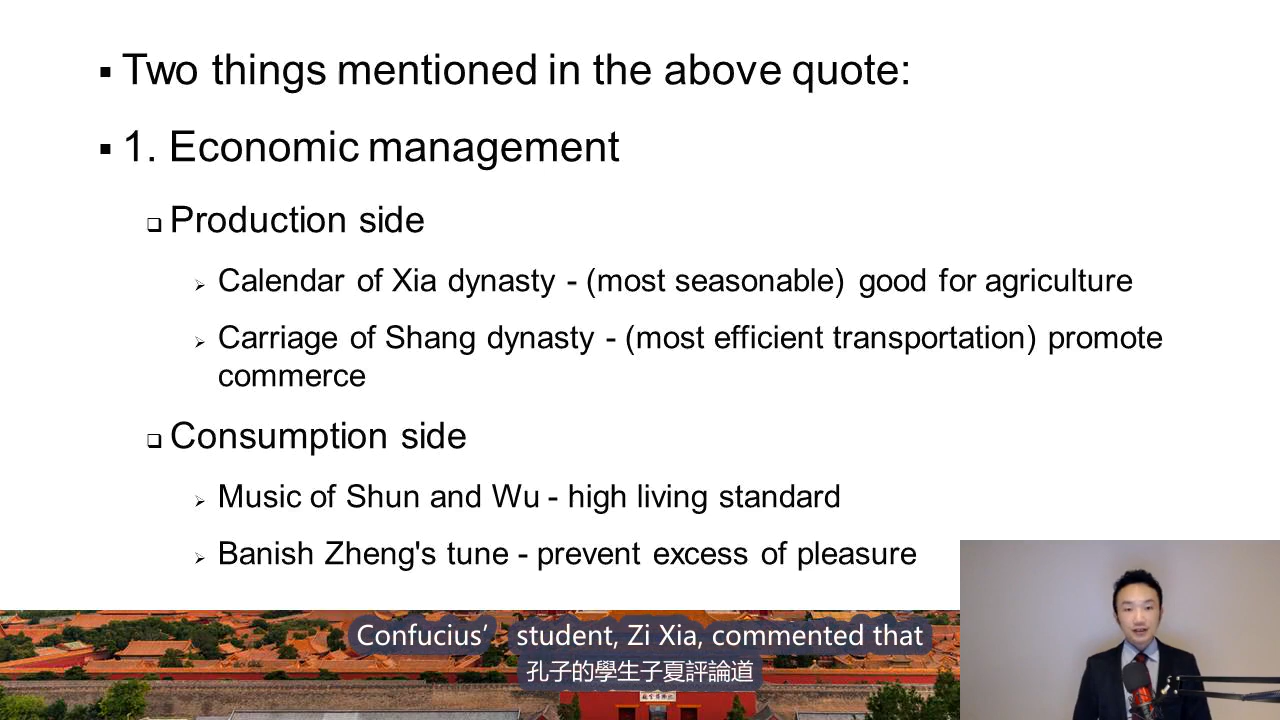 Two things mentioned in the above quote:
1. Economic management
Production side
Calendar of Xia dynasty - (most seasonable) good for agriculture
Carriage of Shang dynasty - (most efficient transportation) promote
commerce
Consumption side
Music of Shun and Wu - high living standard
Banish Zheng's tune - prevent excess of pleasure
Confucius’ student, Zi Xia, commented that
孔子的學生子夏評論道